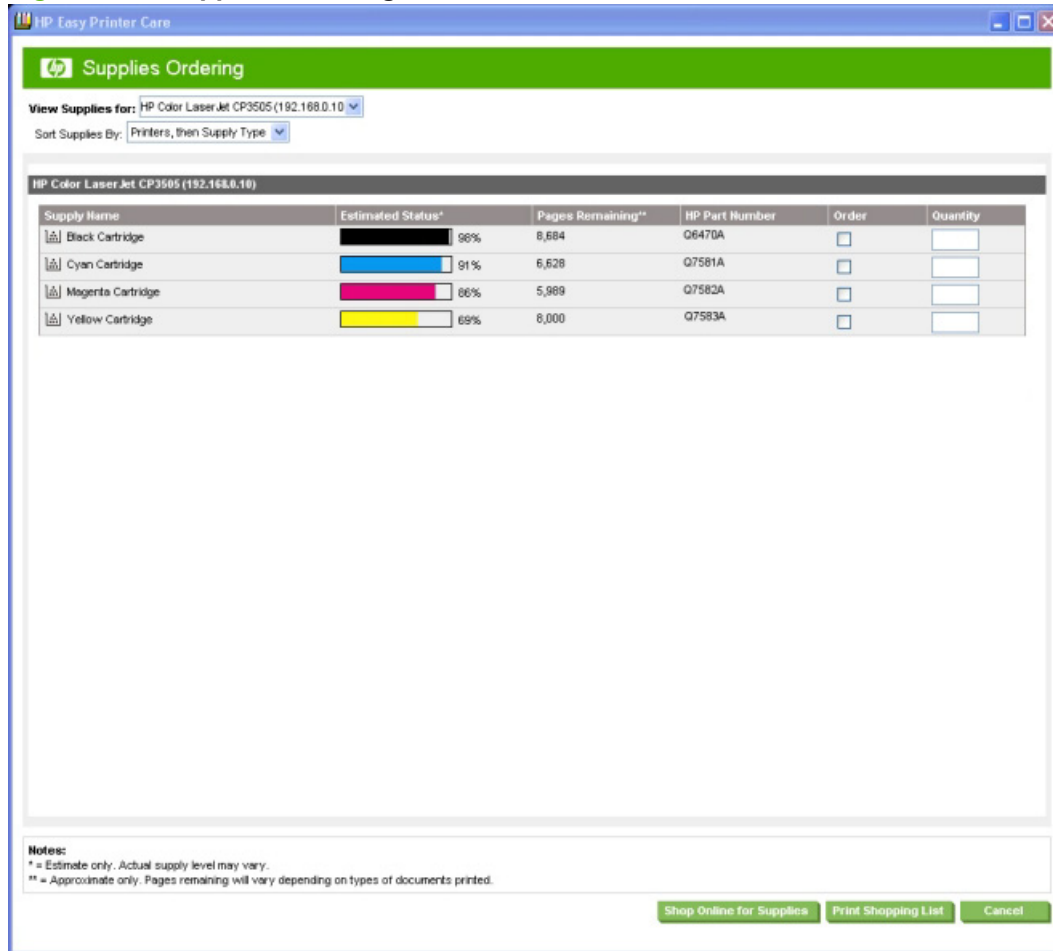 HP Easy Printer Care
hp Supplies Ordering
View Supplies for: HP Color LaserJet CP3505 (192.168.0.10
Sort Supplies By: Printers, then Supply Type
HP Color LaserJet CP3505 (192.168.0.10)
Supply Name Estimated Status* Pages Remaining** HP Part Number Order Quantity
Black Cartridge 98% 8,684 Q6470A
Cyan Cartridge 91% 6,628 Q7581A
Magenta Cartridge 86% 5,989 Q7582A
Yellow Cartridge 69% 8,000 Q7583A
Notes:
* = Estimate only. Actual supply level may vary.
** = Approximate only. Pages remaining will vary depending on types of documents printed.
Shop Online for Supplies Print Shopping List Cancel